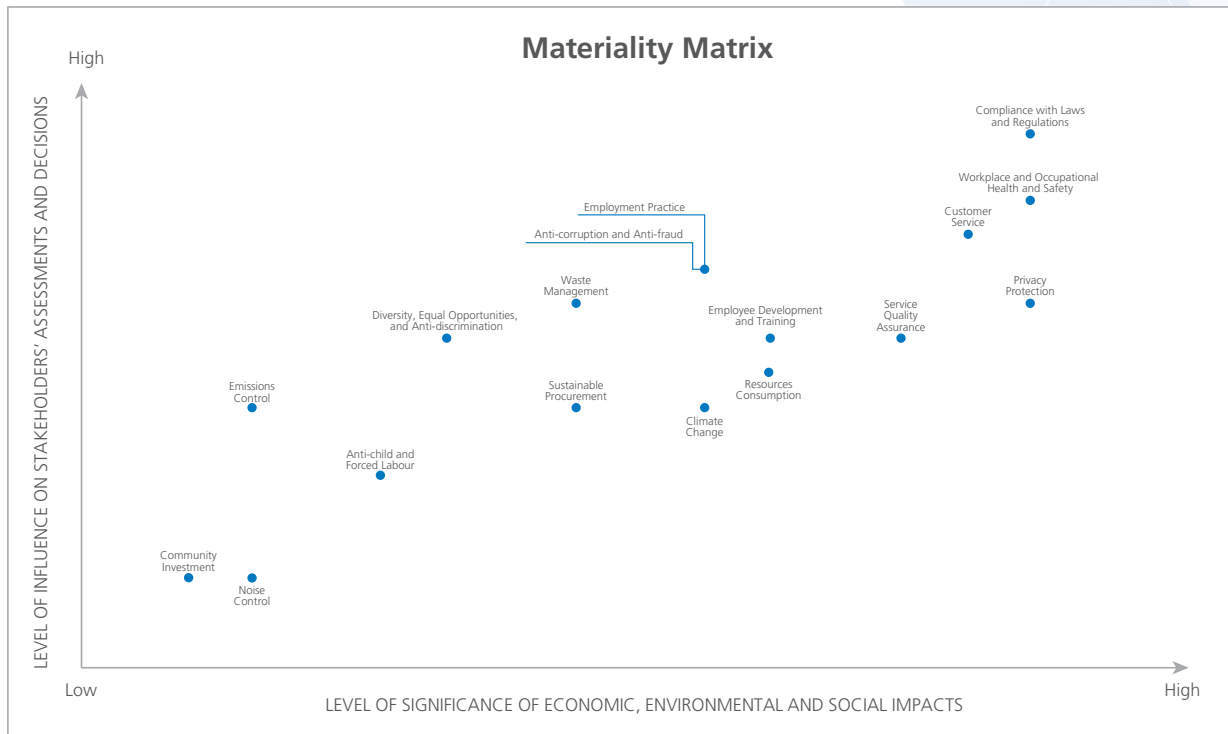 Materiality Matrix
High
LEVEL OF INFLUENCE ON STAKEHOLDERS’ ASSESSMENTS AND DECISIONS
Compliance with Laws
and Regulations
Workplace and Occupational
Health and Safety
Employment Practice
Customer
Service
Anti-corruption and Anti-fraud
Waste
Management
Privacy
Protection
Diversity, Equal Opportunities,
and Anti-discrimination
Employee Development
and Training
Service
Quality
Assurance
Emissions
Control
Sustainable
Procurement
Resources
Consumption
Climate
Change
Anti-child and
Forced Labour
Community
Investment
Noise
Control
Low
High
LEVEL OF SIGNIFICANCE OF ECONOMIC, ENVIRONMENTAL AND SOCIAL IMPACTS